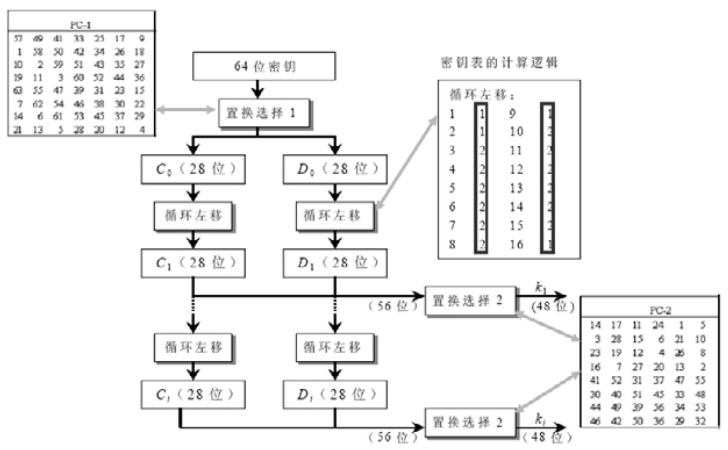 PC-1
57 49 41 33 25 17 9
1 58 50 42 34 26 18
10 2 59 51 43 35 27
19 11 3 60 52 44 36
63 55 47 39 31 23 15
7 62 54 46 38 30 22
14 6 61 53 45 37 29
21 13 5 28 20 12 4
64位密钥
置换选择 1
密钥表的计算逻辑
循环左移：
1 1 9 1
2 1 10 2
3 2 11 2
4 2 12 2
5 2 13 2
6 2 14 2
7 2 15 2
8 2 16 1
C0（28 位） D0（28 位）
循环左移 循环左移
C1（28 位） D1（28 位）
(56 位) 置换选择 2 k1 (48 位)
循环左移 循环左移
Ci（28 位） Di（28 位）
(56 位) 置换选择 2 ki (48 位)
PC-2
14 17 11 24 1 5
3 28 15 6 21 10
23 19 12 4 26 8
16 7 27 20 13 2
41 52 31 37 47 55
30 40 51 45 33 48
44 49 39 56 34 53
46 42 50 36 29 32